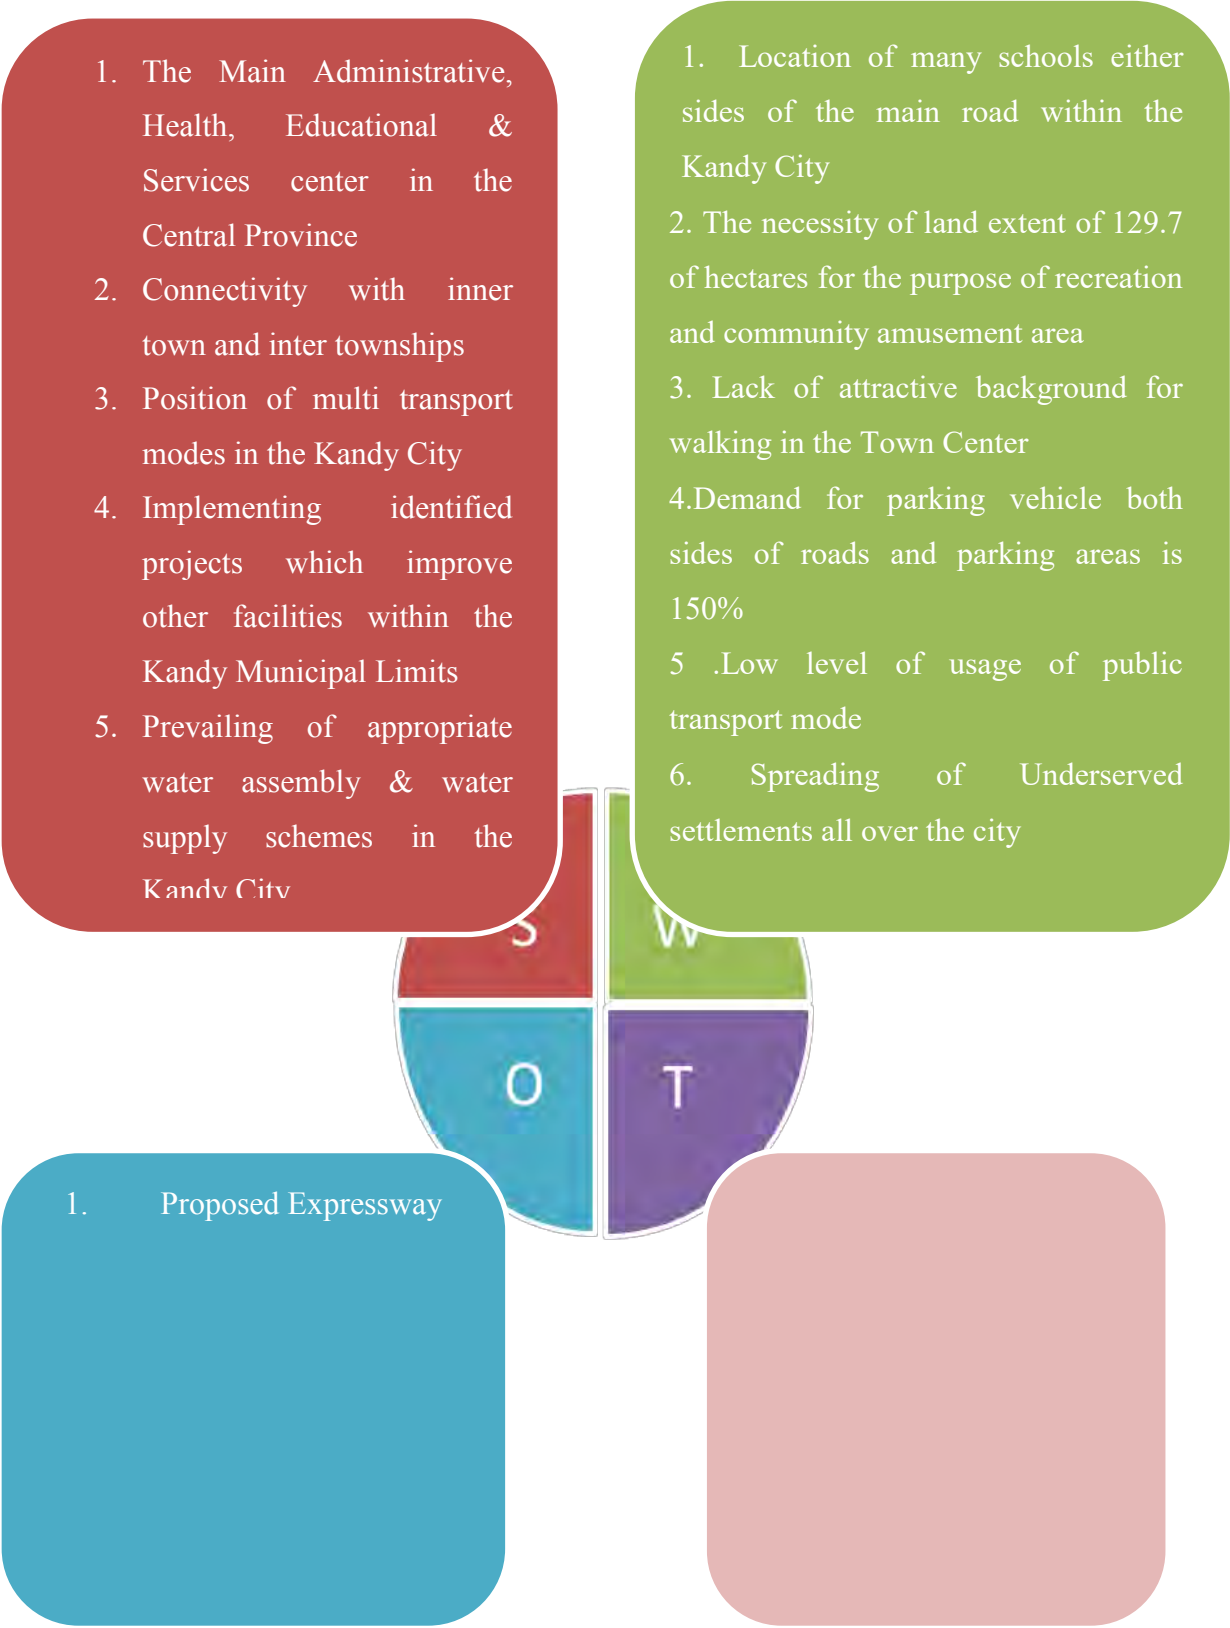 1. The Main Administrative,
Health, Educational &
Services center in the
Central Province
2. Connectivity with inner
town and inter townships
3. Position of multi transport
modes in the Kandy City
4. Implementing identified
projects which improve
other facilities within the
Kandy Municipal Limits
5. Prevailing of appropriate
water assembly & water
supply schemes in the
Kandy City
1. Location of many schools either
sides of the main road within the
Kandy City
2. The necessity of land extent of 129.7
of hectares for the purpose of recreation
and community amusement area
3. Lack of attractive background for
walking in the Town Center
4.Demand for parking vehicle both
sides of roads and parking areas is
150%
5 .Low level of usage of public
transport mode
6. Spreading of Underserved
settlements all over the city
S
W
O
T
1. Proposed Expressway